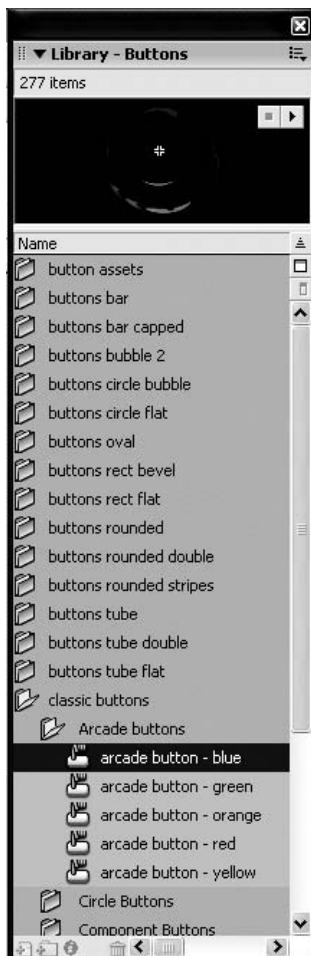 Library - Buttons
277 items
Name
button assets
buttons bar
buttons bar capped
buttons bubble 2
buttons circle bubble
buttons circle flat
buttons oval
buttons rect bevel
buttons rect flat
buttons rounded
buttons rounded double
buttons rounded stripes
buttons tube
buttons tube double
buttons tube flat
classic buttons
Arcade buttons
arcade button - blue
arcade button - green
arcade button - orange
arcade button - red
arcade button - yellow
Circle Buttons
Component Buttons